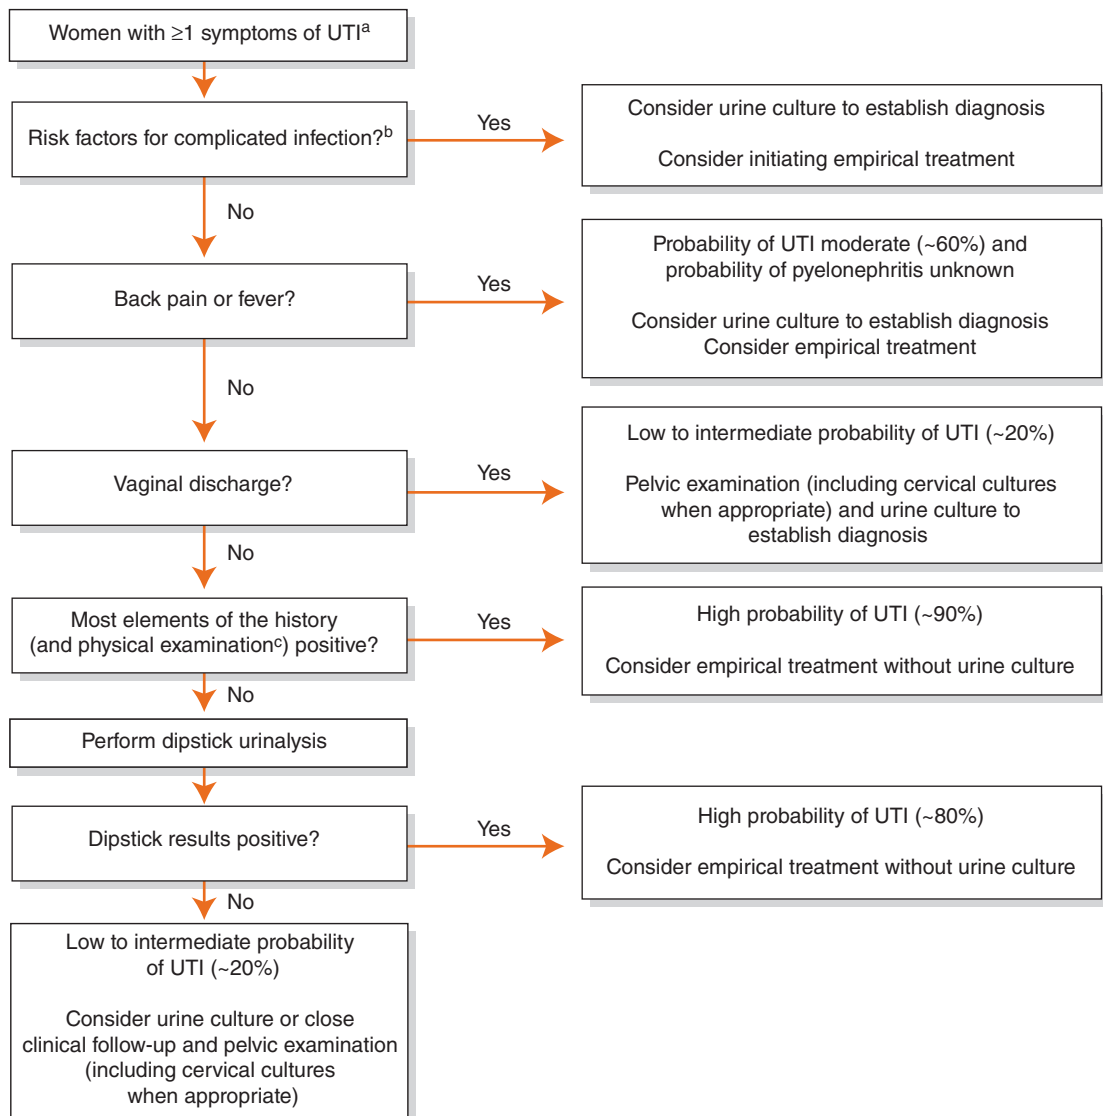 Women with ≥1 symptoms of UTIa
Risk factors for complicated infection?b
Yes
Consider urine culture to establish diagnosis
Consider initiating empirical treatment
No
Back pain or fever?
Yes
Probability of UTI moderate (~60%) and
probability of pyelonephritis unknown
Consider urine culture to establish diagnosis
Consider empirical treatment
No
Vaginal discharge?
Yes
Low to intermediate probability of UTI (~20%)
Pelvic examination (including cervical cultures
when appropriate) and urine culture to
establish diagnosis
No
Most elements of the history
(and physical examinationc) positive?
Yes
High probability of UTI (~90%)
Consider empirical treatment without urine culture
No
Perform dipstick urinalysis
Dipstick results positive?
Yes
High probability of UTI (~80%)
Consider empirical treatment without urine culture
No
Low to intermediate probability
of UTI (~20%)
Consider urine culture or close
clinical follow-up and pelvic examination
(including cervical cultures
when appropriate)